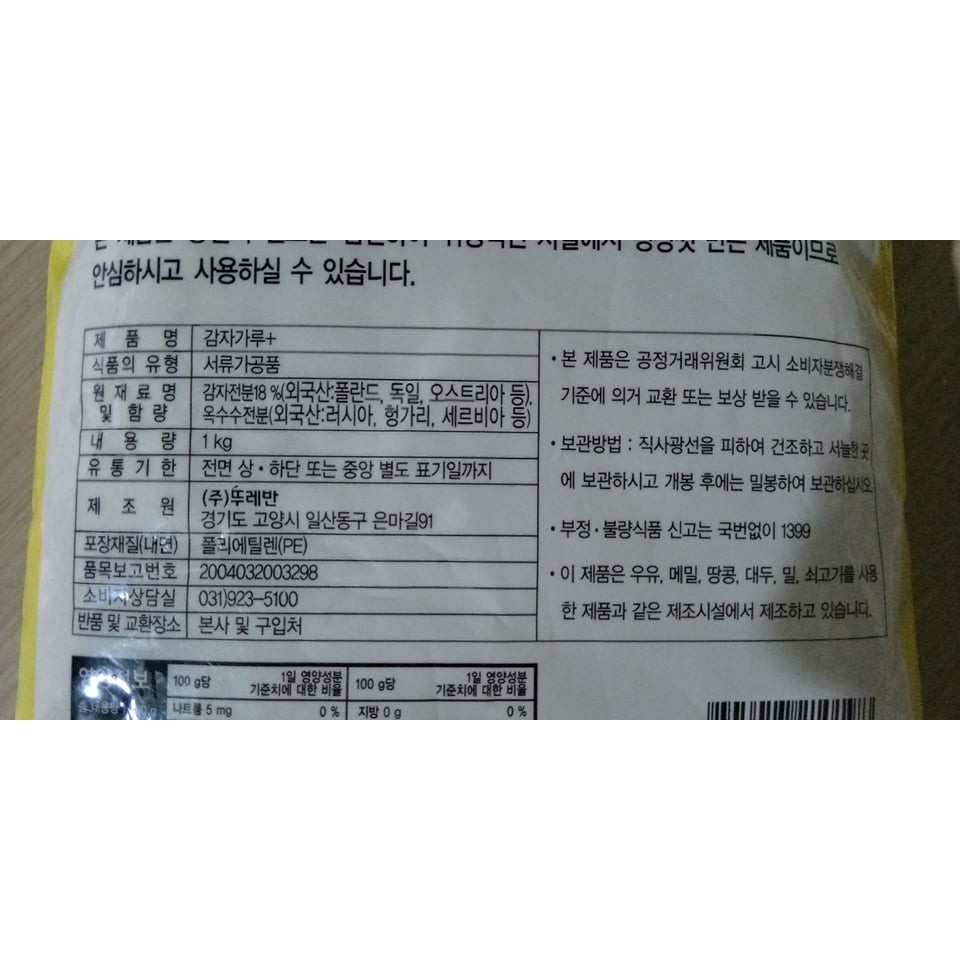 안심하시고 사용하실 수 있습니다.
제 품 명 감자가루+
식품의 유형 서류가공품
원 재 료 명 및 함 량 감자전분18 %(외국산:폴란드, 독일, 오스트리아 등),
옥수수전분(외국산:러시아, 헝가리, 세르비아 등)
내 용 량 1 kg
유 통 기 한 전면 상·하단 또는 중앙 별도 표기일까지
제 조 원 (주)뚜레반
경기도 고양시 일산동구 은마길91
포장재질(내면) 폴리에틸렌(PE)
품목보고번호 2004032003298
소비자상담실 031)923-5100
반품 및 교환장소 본사 및 구입처
· 본 제품은 공정거래위원회 고시 소비자분쟁해결
기준에 의거 교환 또는 보상 받을 수 있습니다.
· 보관방법 : 직사광선을 피하여 건조하고 서늘한 곳
에 보관하시고 개봉 후에는 밀봉하여 보관하십시오.
· 부정·불량식품 신고는 국번없이 1399
· 이 제품은 우유, 메밀, 땅콩, 대두, 밀, 쇠고기를 사용
한 제품과 같은 제조시설에서 제조하고 있습니다.
영양정보
100 g당 1일 영양성분 기준치에 대한 비율
100 g당 1일 영양성분 기준치에 대한 비율
나트륨 5 mg 0 % 지방 0 g 0 %